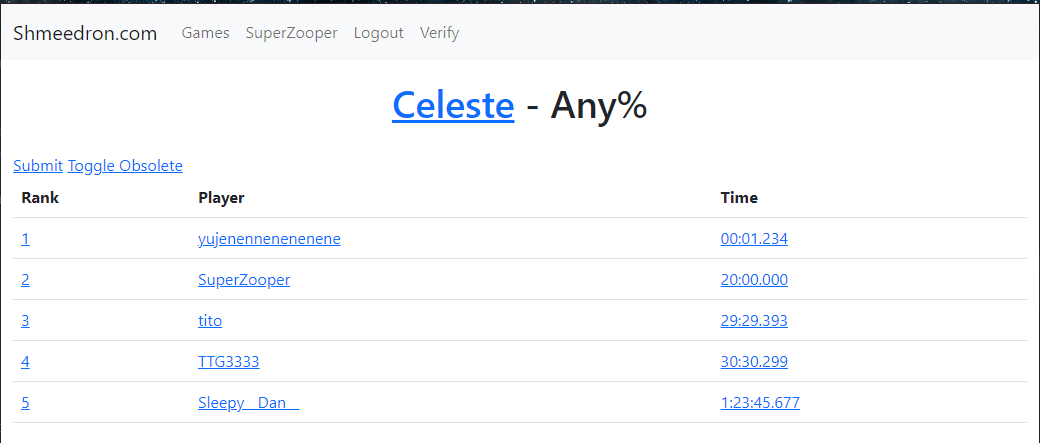 Shmeedron.com Games SuperZooper Logout Verify
Celeste - Any%
Submit Toggle Obsolete
Rank Player Time
1 yujenennenenenene 00:01.234
2 SuperZooper 20:00.000
3 tito 29:29.393
4 TTG3333 30:30.299
5 Sleepy__Dan__ 1:23:45.677